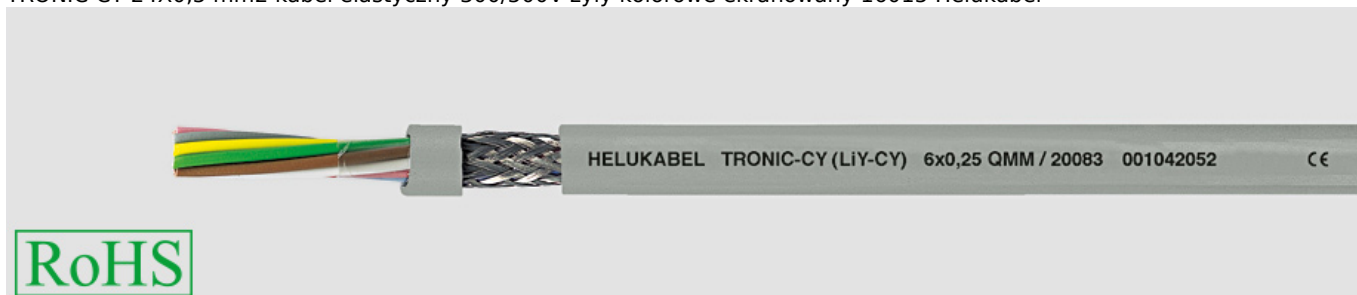 TRONIC-CY 24X0,5 mm2 kabel elastyczny 300/500V żyły kolorowe ekranowany 16015 Helukabel
HELUKABEL TRONIC-CY (LiY-CY) 6x0,25 QMM / 20083 001042052 CE
RoHS